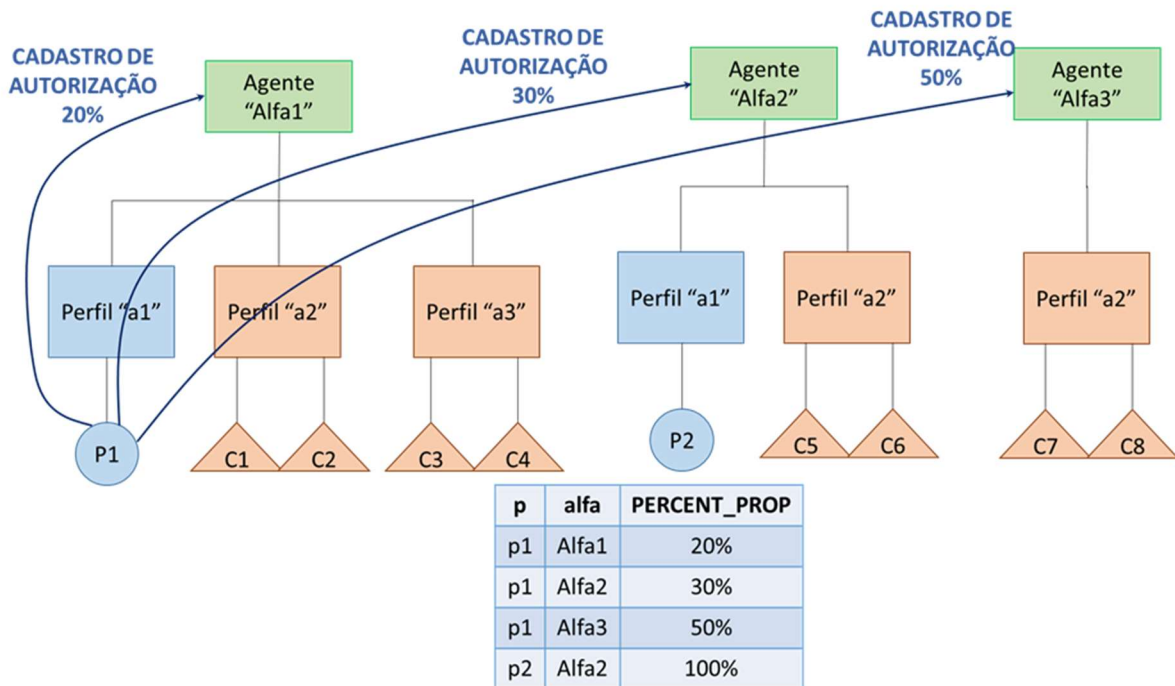 CADASTRO DE
AUTORIZAÇÃO
20%
Agente
“Alfa1”
CADASTRO DE
AUTORIZAÇÃO
30%
Agente
“Alfa2”
CADASTRO DE
AUTORIZAÇÃO
50%
Agente
“Alfa3”
Perfil “a1”
Perfil “a2”
Perfil “a3”
Perfil “a1”
Perfil “a2”
Perfil “a2”
P1
C1
C2
C3
C4
P2
C5
C6
C7
C8
p alfa PERCENT_PROP
p1 Alfa1 20%
p1 Alfa2 30%
p1 Alfa3 50%
p2 Alfa2 100%